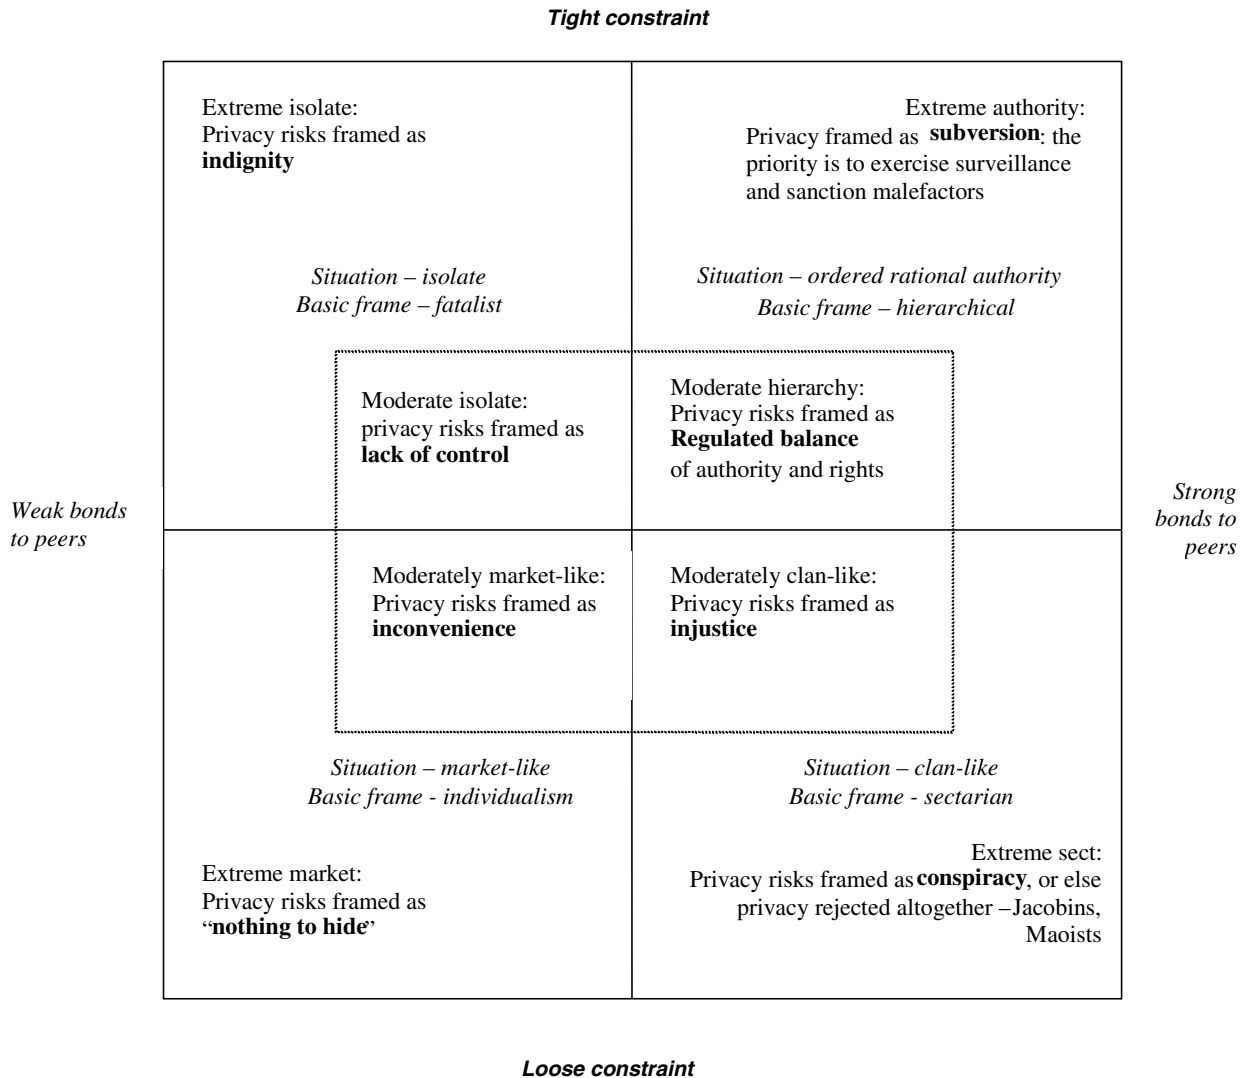 Tight constraint
Extreme isolate:
Privacy risks framed as
indignity
Extreme authority:
Privacy framed as subversion: the
priority is to exercise surveillance
and sanction malefactors
Situation – isolate
Basic frame – fatalist
Situation – ordered rational authority
Basic frame – hierarchical
Moderate isolate:
privacy risks framed as
lack of control
Moderate hierarchy:
Privacy risks framed as
Regulated balance
of authority and rights
Weak bonds
to peers
Strong
bonds to
peers
Moderately market-like:
Privacy risks framed as
inconvenience
Moderately clan-like:
Privacy risks framed as
injustice
Situation – market-like
Basic frame - individualism
Situation – clan-like
Basic frame - sectarian
Extreme market:
Privacy risks framed as
“nothing to hide”
Extreme sect:
Privacy risks framed as conspiracy, or else
privacy rejected altogether –Jacobins,
Maoists
Loose constraint